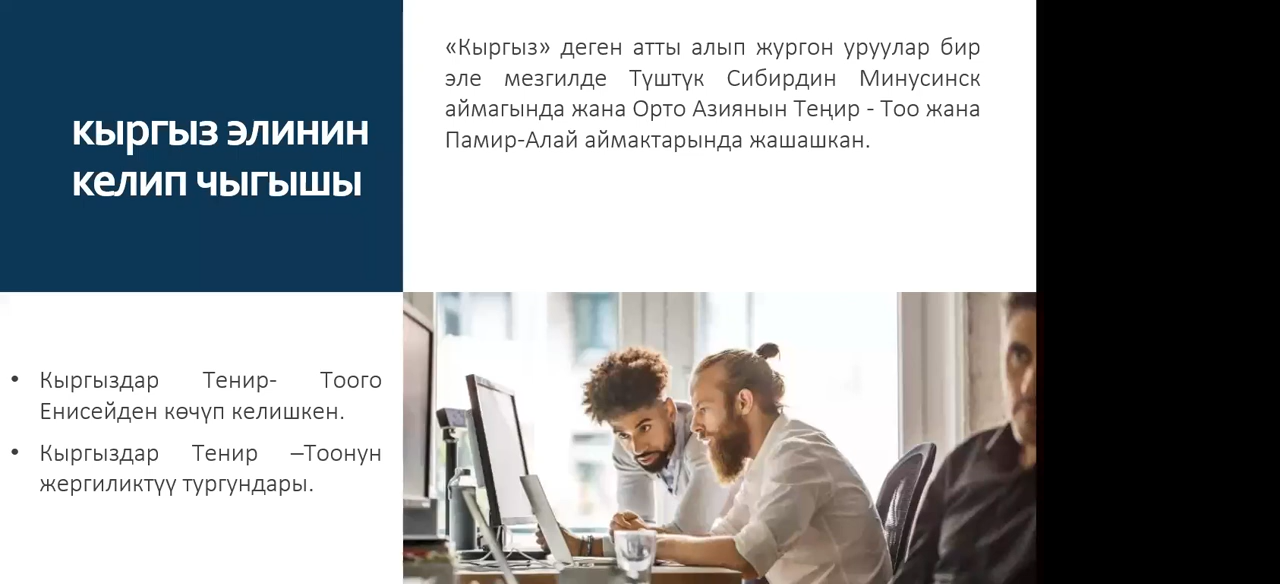 кыргыз элинин
келип чыгышы
«Кыргыз» деген атты алып жургон уруулар бир
эле мезгилде Түштүк Сибирдин Минусинск
аймагында жана Орто Азиянын Теңир - Тоо жана
Памир-Алай аймактарында жашашкан.
• Кыргыздар Тенир- Тоого
Енисейден көчүп келишкен.
• Кыргыздар Тенир –Тоонун
жергиликтүү тургундары.